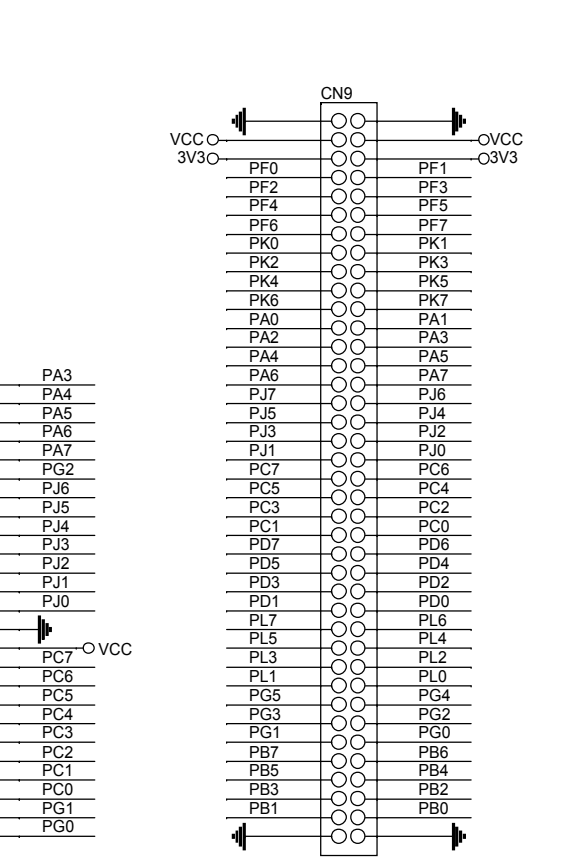 CN9
VCC VCC
3V3 3V3
PF0 PF1
PF2 PF3
PF4 PF5
PF6 PF7
PK0 PK1
PK2 PK3
PK4 PK5
PK6 PK7
PA0 PA1
PA2 PA3
PA4 PA5
PA6 PA7
PJ7 PJ6
PJ5 PJ4
PJ3 PJ2
PJ1 PJ0
PC7 PC6
PC5 PC4
PC3 PC2
PC1 PC0
PD7 PD6
PD5 PD4
PD3 PD2
PD1 PD0
PL7 PL6
PL5 PL4
PL3 PL2
PL1 PL0
PG5 PG4
PG3 PG2
PG1 PG0
PB7 PB6
PB5 PB4
PB3 PB2
PB1 PB0
PA3
PA4
PA5
PA6
PA7
PG2
PJ6
PJ5
PJ4
PJ3
PJ2
PJ1
PJ0
VCC
PC7
PC6
PC5
PC4
PC3
PC2
PC1
PC0
PG1
PG0